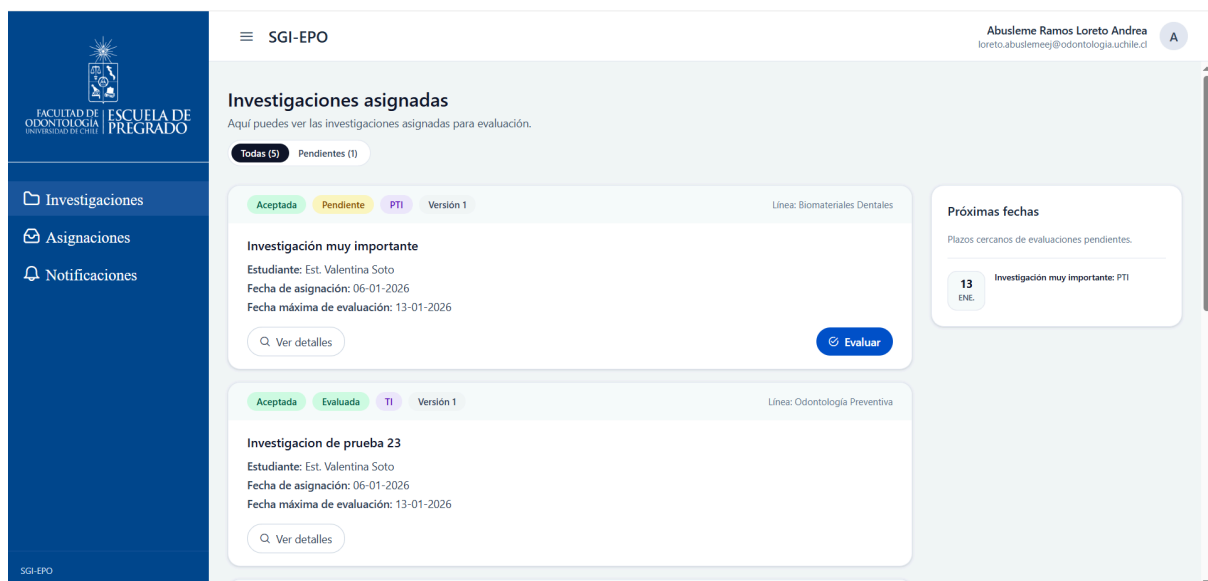 FACULTAD DE
ODONTOLOGÍA
UNIVERSIDAD DE CHILE
ESCUELA DE
PREGRADO
Investigaciones
Asignaciones
Notificaciones
SGI-EPO
SGI-EPO
Abusleme Ramos Loreto Andrea
loreto.abuslemeej@odontologia.uchile.cl
A
Investigaciones asignadas
Aquí puedes ver las investigaciones asignadas para evaluación.
Todas (5) Pendientes (1)
Aceptada Pendiente PTI Versión 1 Línea: Biomateriales Dentales
Investigación muy importante
Estudiante: Est. Valentina Soto
Fecha de asignación: 06-01-2026
Fecha máxima de evaluación: 13-01-2026
Ver detalles Evaluar
Aceptada Evaluada TI Versión 1 Línea: Odontología Preventiva
Investigacion de prueba 23
Estudiante: Est. Valentina Soto
Fecha de asignación: 06-01-2026
Fecha máxima de evaluación: 13-01-2026
Ver detalles
Próximas fechas
Plazos cercanos de evaluaciones pendientes.
13
ENE.
Investigación muy importante: PTI